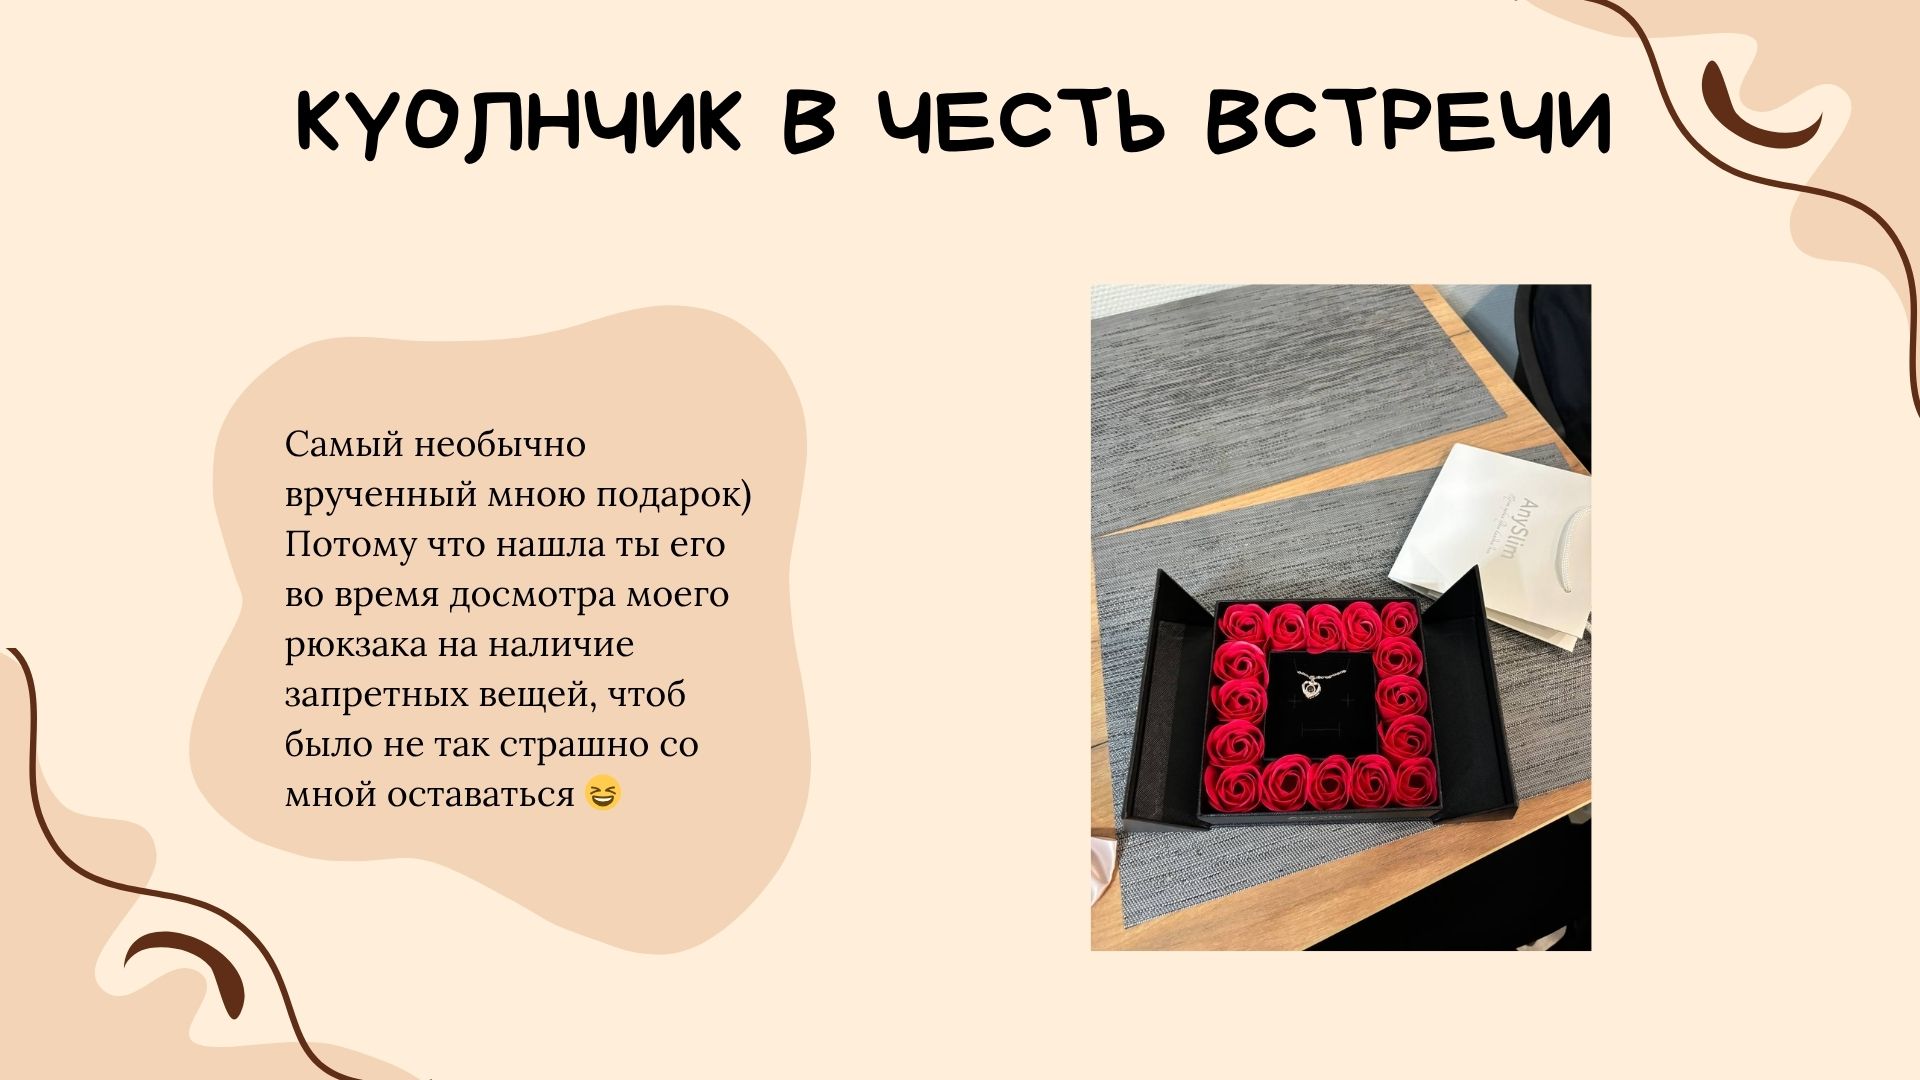 КУОЛНЧИК В ЧЕСТЬ ВСТРЕЧИ
Самый необычно
врученный мною подарок)
Потому что нашла ты его
во время досмотра моего
рюкзака на наличие
запретных вещей, чтоб
было не так страшно со
мной оставаться 😆
AnySlim